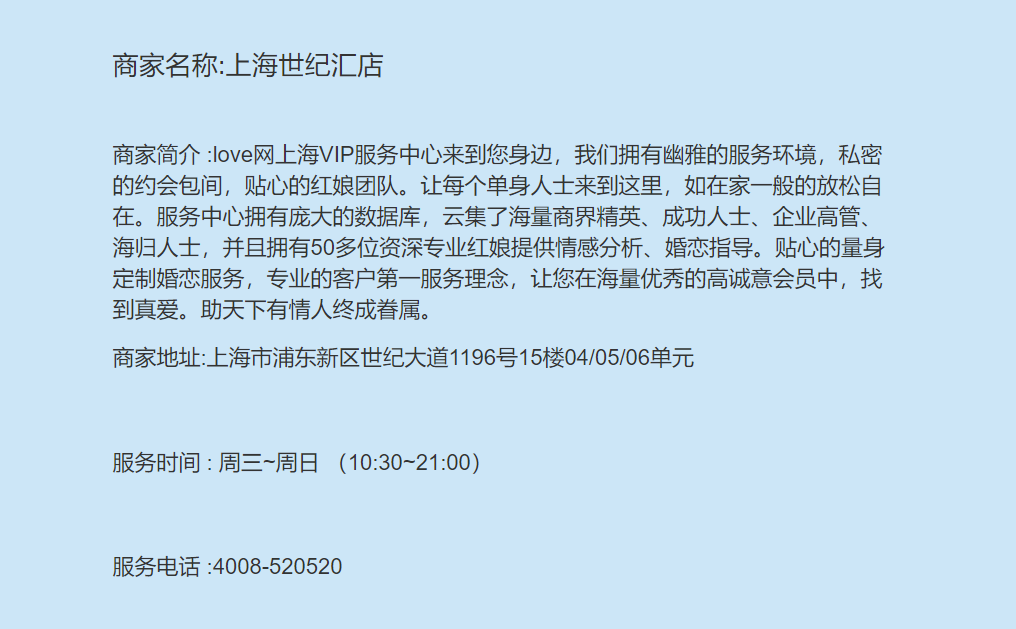 商家名称:上海世纪汇店
商家简介 :love网上海VIP服务中心来到您身边，我们拥有幽雅的服务环境，私密
的约会包间，贴心的红娘团队。让每个单身人士来到这里，如在家一般的放松自
在。服务中心拥有庞大的数据库，云集了海量商界精英、成功人士、企业高管、
海归人士，并且拥有50多位资深专业红娘提供情感分析、婚恋指导。贴心的量身
定制婚恋服务，专业的客户第一服务理念，让您在海量优秀的高诚意会员中，找
到真爱。助天下有情人终成眷属。
商家地址:上海市浦东新区世纪大道1196号15楼04/05/06单元
服务时间 : 周三~周日 （10:30~21:00）
服务电话 :4008-520520